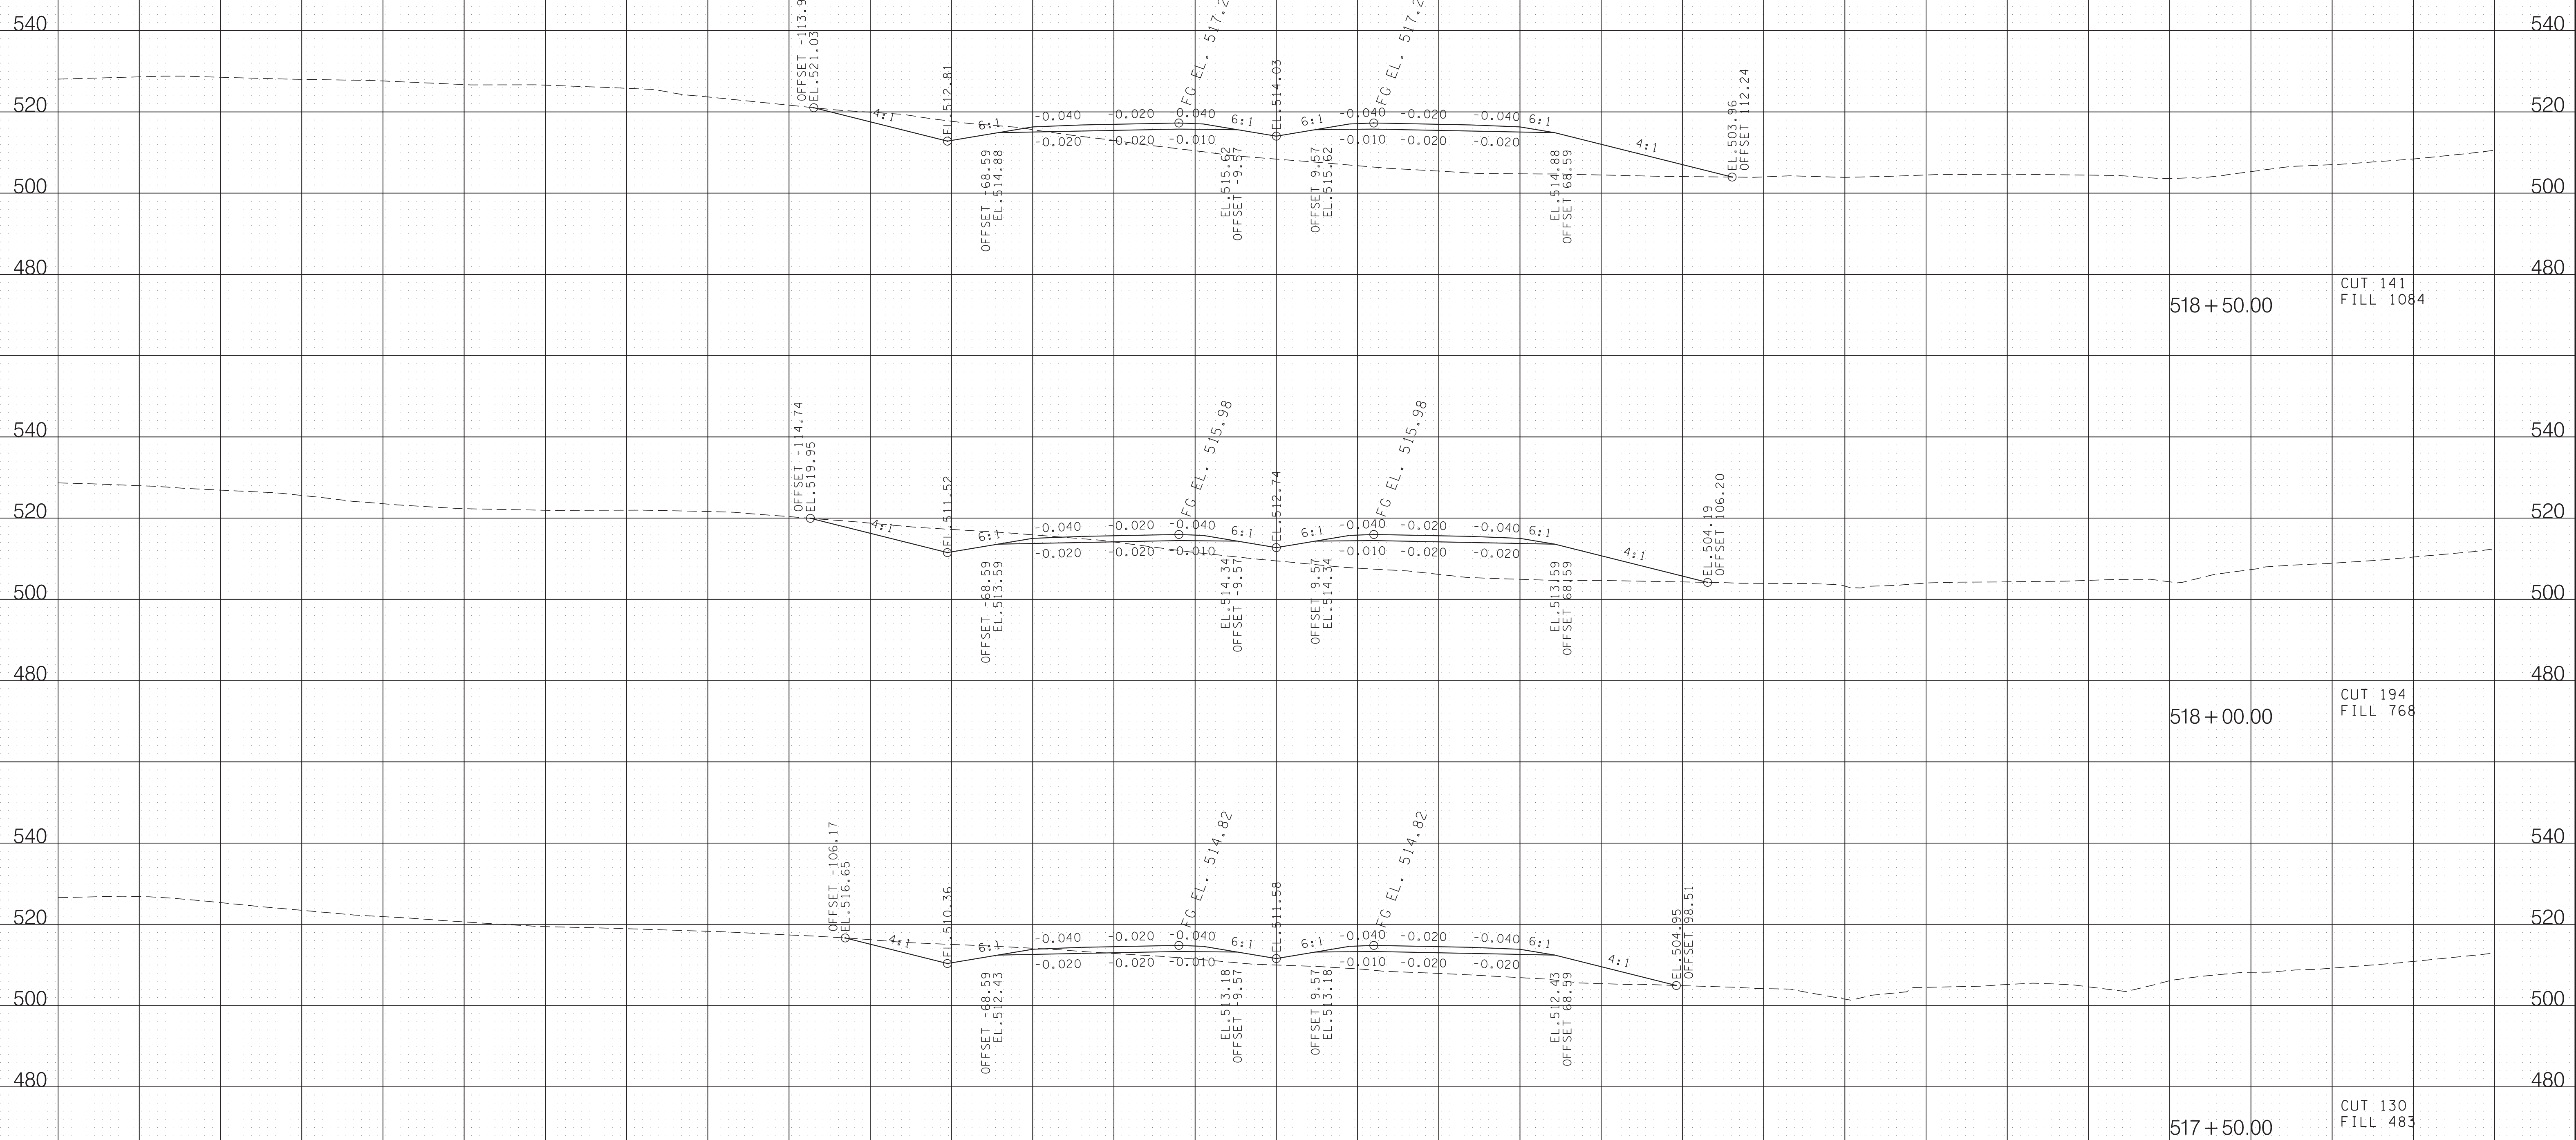 540
540
OFFSET -113.9
EL.521.03
EL.512.81
FG EL. 517.2
EL.514.03
FG EL. 517.2
EL.503.96
OFFSET 112.24
520
520
4:1
6:1
-0.040
-0.020
-0.040
6:1
6:1
-0.040
-0.020
-0.040
6:1
4:1
-0.020
-0.020
-0.010
-0.010
-0.020
-0.020
OFFSET -68.59
EL.514.88
EL.515.62
OFFSET -9.57
OFFSET 9.57
EL.515.62
EL.514.88
OFFSET 68.59
500
500
480
480
CUT 141
FILL 1084
518+50.00
540
540
OFFSET -114.74
EL.519.95
EL.511.52
FG EL. 515.98
EL.512.74
FG EL. 515.98
EL.504.19
OFFSET 106.20
520
520
4:1
6:1
-0.040
-0.020
-0.040
6:1
6:1
-0.040
-0.020
-0.040
6:1
4:1
-0.020
-0.020
-0.010
-0.010
-0.020
-0.020
OFFSET -68.59
EL.513.59
EL.514.34
OFFSET -9.57
OFFSET 9.57
EL.514.34
EL.513.59
OFFSET 68.59
500
500
480
480
CUT 194
FILL 768
518+00.00
540
540
OFFSET -106.17
EL.516.65
EL.510.36
FG EL. 514.82
EL.511.58
FG EL. 514.82
EL.504.95
OFFSET 98.51
520
520
4:1
6:1
-0.040
-0.020
-0.040
6:1
6:1
-0.040
-0.020
-0.040
6:1
4:1
-0.020
-0.020
-0.010
-0.010
-0.020
-0.020
OFFSET -68.59
EL.512.43
EL.513.18
OFFSET -9.57
OFFSET 9.57
EL.513.18
EL.512.43
OFFSET 68.59
500
500
480
480
CUT 130
FILL 483
517+50.00